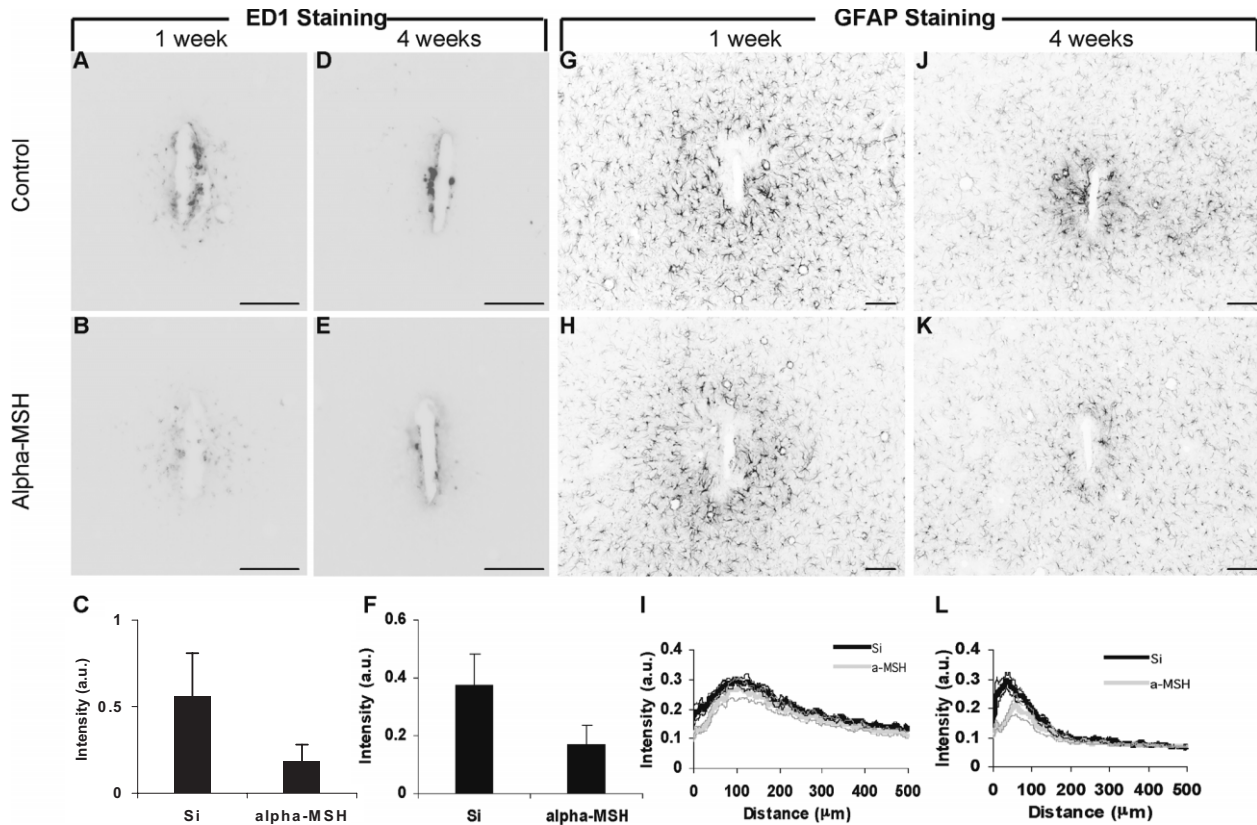 ED1 Staining
GFAP Staining
1 week
4 weeks
1 week
4 weeks
Control
A
D
G
J
Alpha-MSH
B
E
H
K
C
Intensity (a.u.)
1
0.5
0
Si
alpha-MSH
F
Intensity (a.u.)
0.6
0.4
0.2
0
Si
alpha-MSH
I
Intensity (a.u.)
0.4
0.3
0.2
0.1
0
Si
a-MSH
0 100 200 300 400 500
Distance (μm)
L
Intensity (a.u.)
0.4
0.3
0.2
0.1
0
Si
a-MSH
0 100 200 300 400 500
Distance (μm)